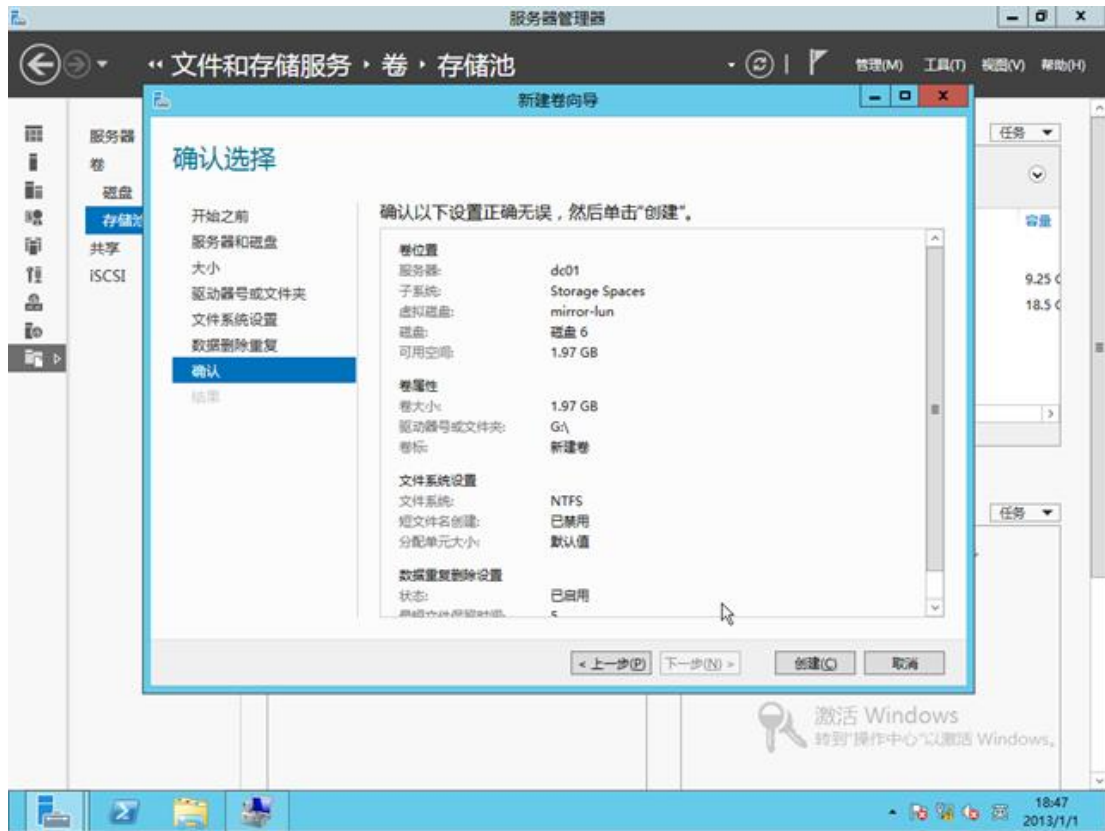 服务器管理器
文件和存储服务 卷 存储池
管理(M) 工具(T) 视图(V) 帮助(H)
新建卷向导
服务器
卷
磁盘
存储池
共享
iSCSI
任务
容量
9.25
18.5
任务
确认选择
开始之前
服务器和磁盘
大小
驱动器号或文件夹
文件系统设置
数据删除重复
确认
结果
确认以下设置正确无误，然后单击"创建"。
卷位置
服务器: dc01
子系统: Storage Spaces
虚拟磁盘: mirror-lun
磁盘: 磁盘 6
可用空间: 1.97 GB
卷属性
卷大小: 1.97 GB
驱动器号或文件夹: G:\
卷标: 新建卷
文件系统设置
文件系统: NTFS
短文件名创建: 已禁用
分配单元大小: 默认值
数据重复删除设置
状态: 已启用
< 上一步(P) 下一步(N) > 创建(C) 取消
激活 Windows
转到"操作中心"以激活 Windows。
英
18:47
2013/1/1